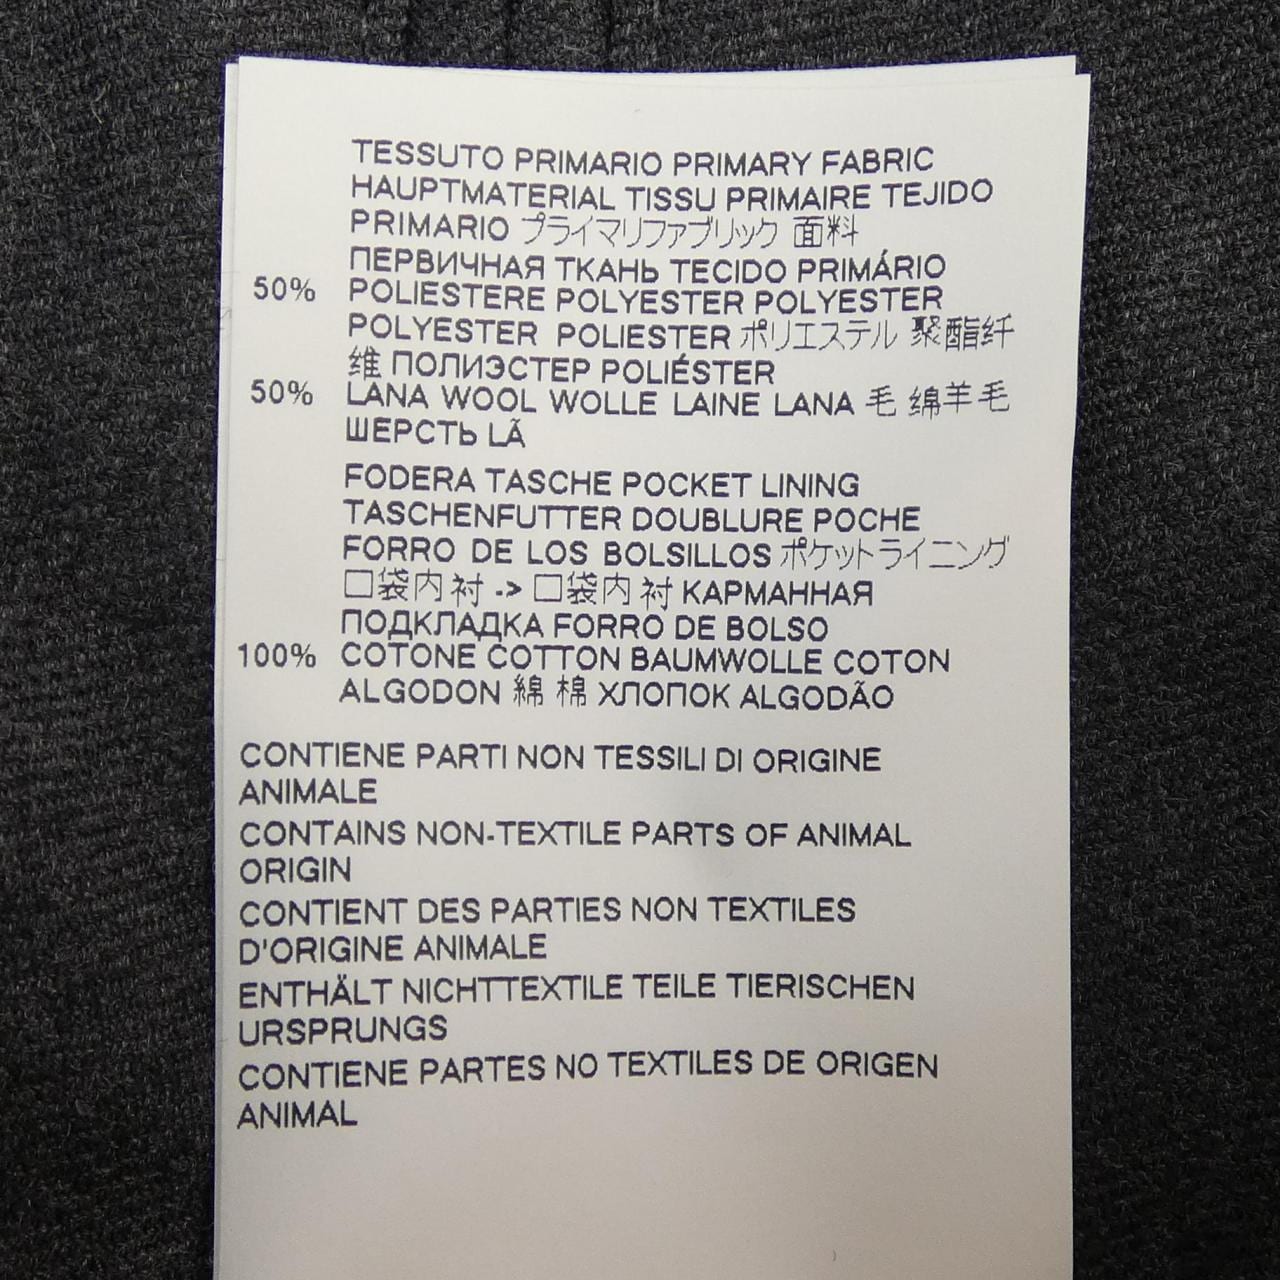 TESSUTO PRIMARIO PRIMARY FABRIC
HAUPTMATERIAL TISSU PRIMAIRE TEJIDO
PRIMARIO プライマリファブリック 面料
ПЕРВИЧНАЯ ТКАНЬ TECIDO PRIMÁRIO
50% POLIESTERE POLYESTER POLYESTER
POLYESTER POLIESTER ポリエステル 聚酯纤
维 ПОЛИЭСТЕР POLIÉSTER
50% LANA WOOL WOLLE LAINE LANA 毛 绵羊毛
ШЕРСТЬ LÃ
FODERA TASCHE POCKET LINING
TASCHENFUTTER DOUBLURE POCHE
FORRO DE LOS BOLSILLOS ポケットライニング
口袋内衬 -> 口袋内衬 КАРМАННАЯ
ПОДКЛАДКА FORRO DE BOLSO
100% COTONE COTTON BAUMWOLLE COTON
ALGODON 綿 棉 ХЛОПОК ALGODÃO
CONTIENE PARTI NON TESSILI DI ORIGINE
ANIMALE
CONTAINS NON-TEXTILE PARTS OF ANIMAL
ORIGIN
CONTIENT DES PARTIES NON TEXTILES
D'ORIGINE ANIMALE
ENTHÄLT NICHTTEXTILE TEILE TIERISCHEN
URSPRUNGS
CONTIENE PARTES NO TEXTILES DE ORIGEN
ANIMAL